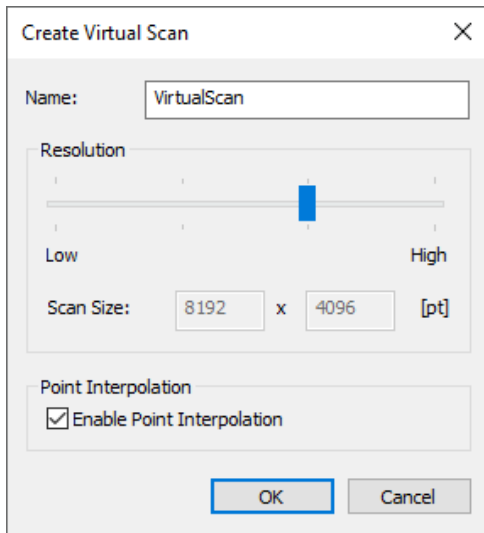 Create Virtual Scan
Name: VirtualScan
Resolution
Low High
Scan Size: 8192 x 4096 [pt]
Point Interpolation
Enable Point Interpolation
OK Cancel